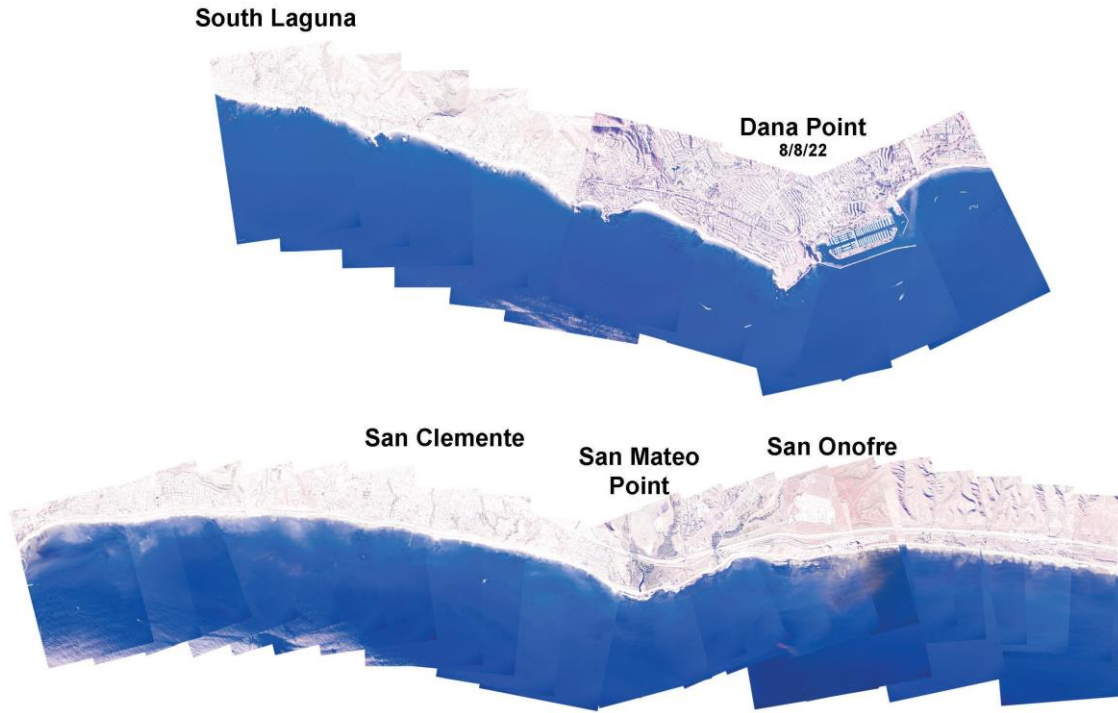 South Laguna
Dana Point
8/8/22
San Clemente
San Mateo
Point
San Onofre